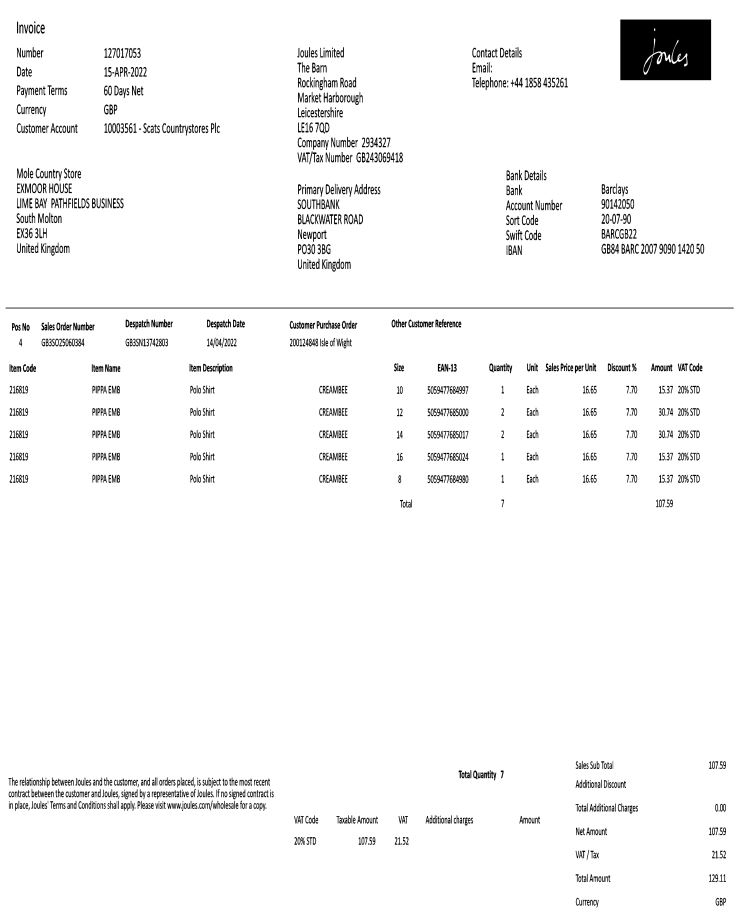 Invoice
joules
Number 127017053
Date 15-APR-2022
Payment Terms 60 Days Net
Currency GBP
Customer Account 10003561 - Scats Countrystores Plc
Joules Limited
The Barn
Rockingham Road
Market Harborough
Leicestershire
LE16 7QD
Company Number 2934327
VAT/Tax Number GB243069418
Contact Details
Email:
Telephone: +44 1858 435261
Mole Country Store
EXMOOR HOUSE
LIME BAY PATHFIELDS BUSINESS
South Molton
EX36 3LH
United Kingdom
Primary Delivery Address
SOUTHBANK
BLACKWATER ROAD
Newport
PO30 3BG
United Kingdom
Bank Details
Bank Barclays
Account Number 90142050
Sort Code 20-07-90
Swift Code BARCGB22
IBAN GB84 BARC 2007 9090 1420 50
Pos No Sales Order Number Despatch Number Despatch Date Customer Purchase Order Other Customer Reference
4 GB3SO25060384 GB3SN13742803 14/04/2022 200124848 Isle of Wight
Item Code Item Name Item Description Size EAN-13 Quantity Unit Sales Price per Unit Discount % Amount VAT Code
216819 PIPPA EMB Polo Shirt CREAMBEE 10 5059477684997 1 Each 16.65 7.70 15.37 20% STD
216819 PIPPA EMB Polo Shirt CREAMBEE 12 5059477685000 2 Each 16.65 7.70 30.74 20% STD
216819 PIPPA EMB Polo Shirt CREAMBEE 14 5059477685017 2 Each 16.65 7.70 30.74 20% STD
216819 PIPPA EMB Polo Shirt CREAMBEE 16 5059477685024 1 Each 16.65 7.70 15.37 20% STD
216819 PIPPA EMB Polo Shirt CREAMBEE 8 5059477684980 1 Each 16.65 7.70 15.37 20% STD
Total 7 107.59
The relationship between Joules and the customer, and all orders placed, is subject to the most recent
contract between the customer and Joules, signed by a representative of Joules. If no signed contract is
in place, Joules' Terms and Conditions shall apply. Please visit www.joules.com/wholesale for a copy.
Total Quantity 7
VAT Code Taxable Amount VAT Additional charges Amount
20% STD 107.59 21.52
Sales Sub Total 107.59
Additional Discount
Total Additional Charges 0.00
Net Amount 107.59
VAT / Tax 21.52
Total Amount 129.11
Currency GBP